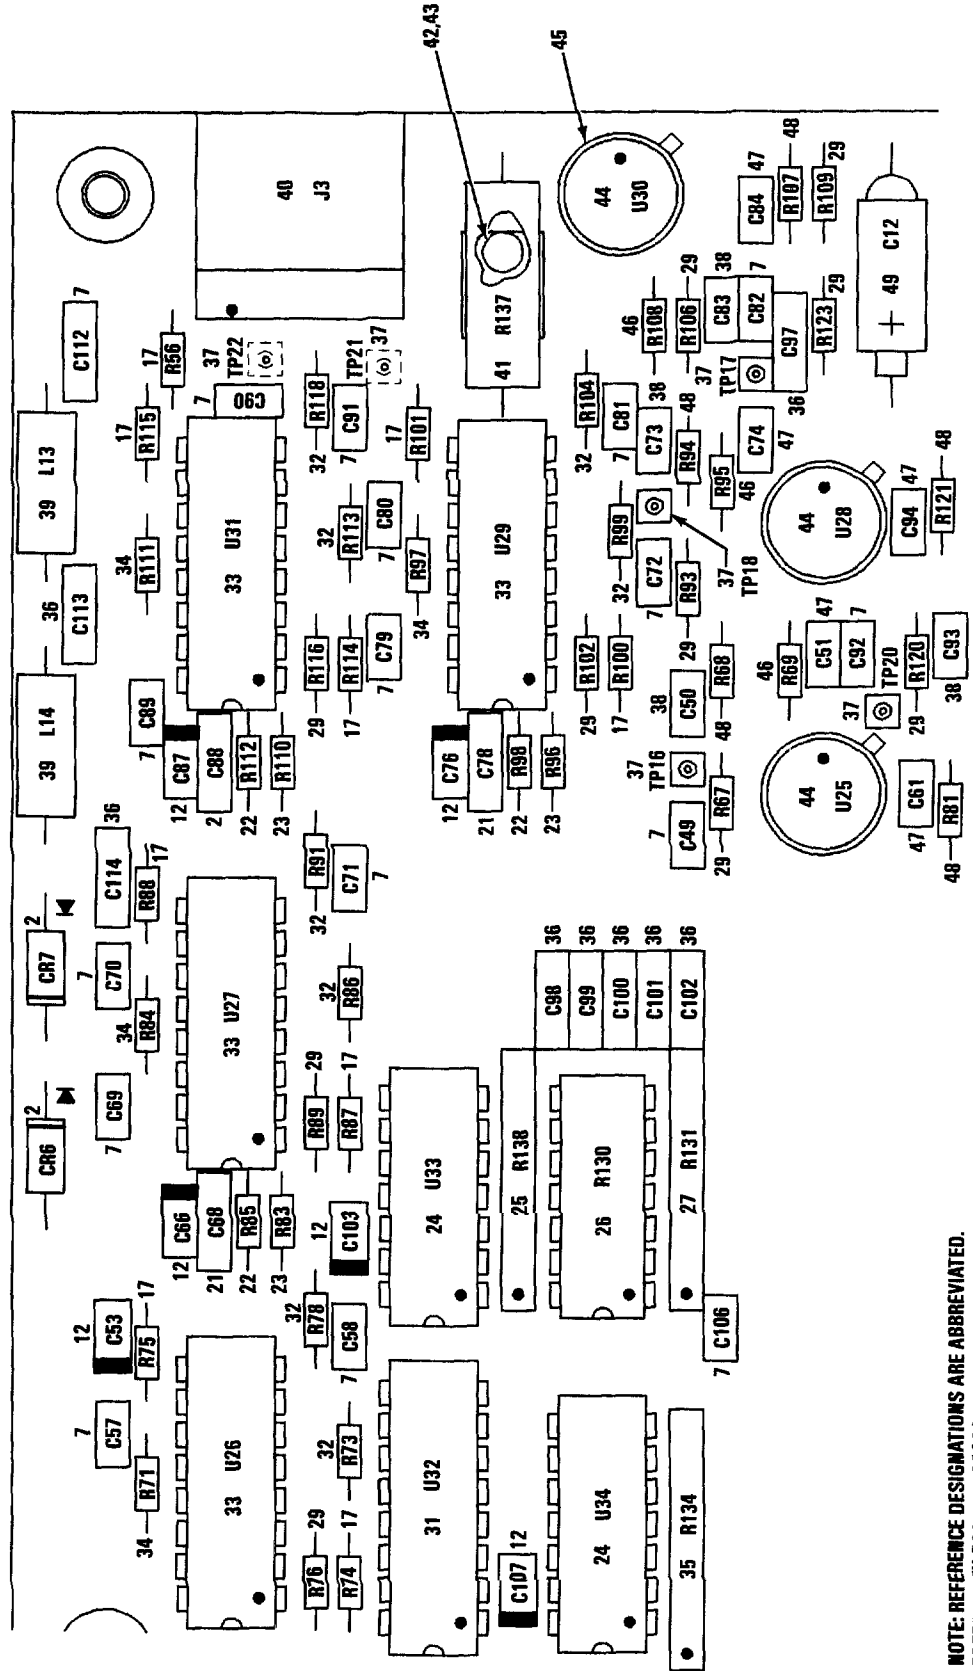 42,43
45
7
C112
40
J3
17
R56
37
TP22
7
C90
32
R118
C91
7
TP21
37
17
R101
41
R137
44
U30
39
L13
17
R115
34
R111
33
U31
32
R113
C80
7
R97
34
33
U29
36
C113
39
L14
7
C89
12
C87
2
C88
22
R112
23
R110
29
R116
17
R114
7
C79
12
C76
21
C78
22
R98
23
R96
32
R104
7
C81
38
C73
48
R94
R95
46
C74
47
46
R108
29
R106
38
C83
7
C82
C97
36
37
TP17
47
C84
48
R107
29
R109
29
R123
49
C12
32
R99
7
C72
37
TP18
29
R93
44
U28
47
C94
48
R121
29
R102
17
R100
38
C50
48
R68
46
R69
47
C51
7
C92
TP20
37
29
R120
38
C93
37
TP16
7
C49
29
R67
44
U25
47
C61
48
R81
2
CR7
2
CR6
36
C114
17
R88
7
C70
34
R84
7
C69
33
U27
32
R91
C71
7
32
R86
29
R89
17
R87
12
C66
21
C68
22
R85
23
R83
12
C103
24
U33
25
R138
26
R130
27
R131
C98
36
C99
36
C100
36
C101
36
C102
36
7
C106
12
C53
17
R75
7
C57
34
R71
33
U26
32
R78
7
C58
32
R73
29
R76
17
R74
31
U32
12
C107
24
U34
35
R134
NOTE: REFERENCE DESIGNATIONS ARE ABBREVIATED.